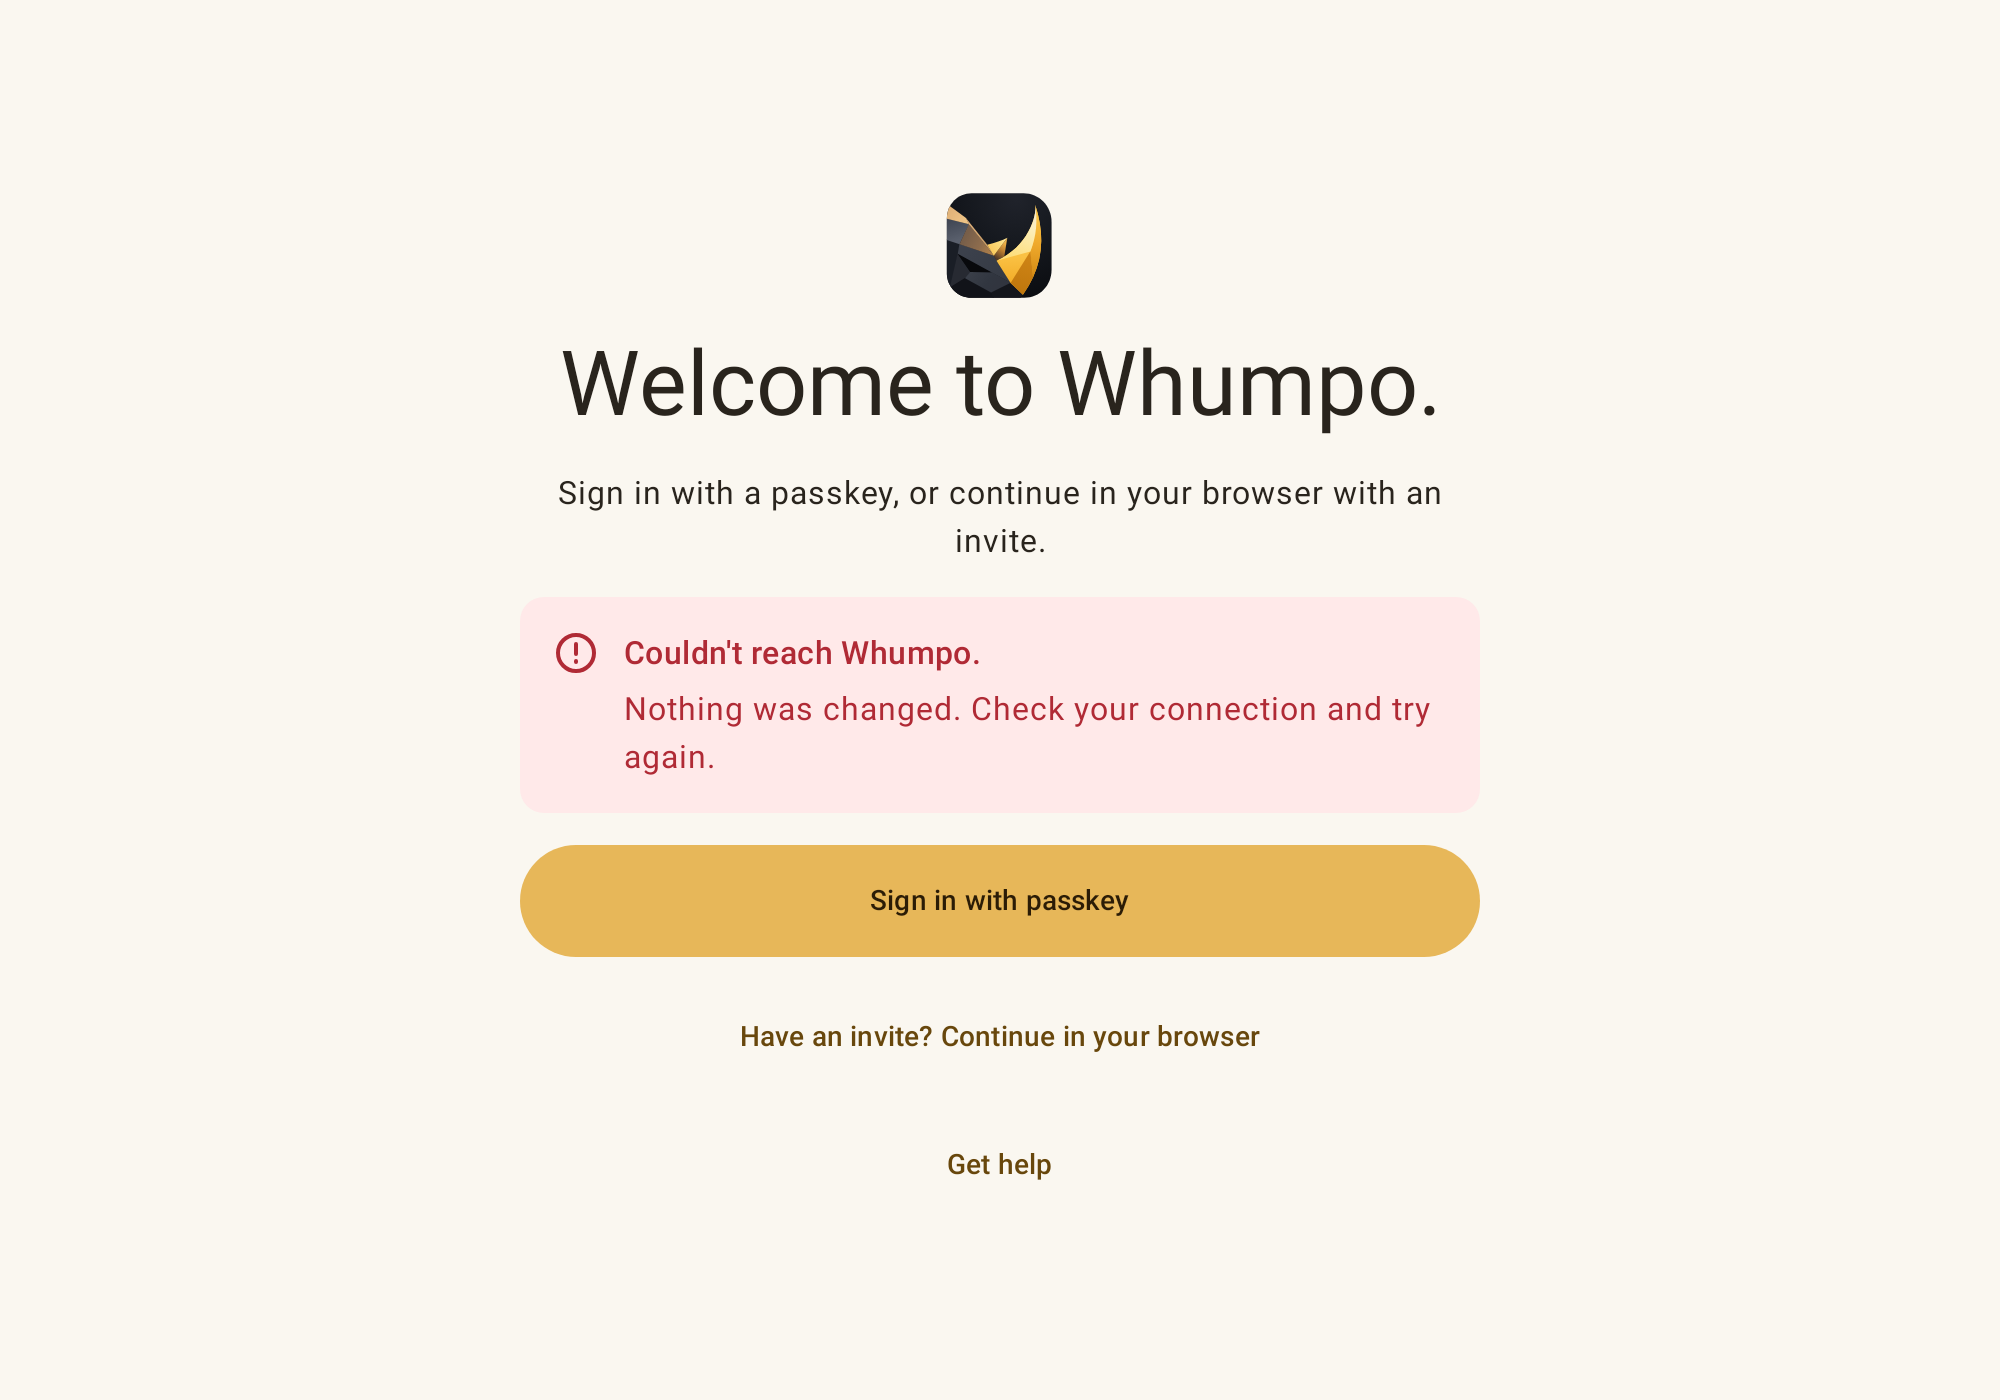 Welcome to Whumpo.
Sign in with a passkey, or continue in your browser with an
invite.
Couldn't reach Whumpo.
Nothing was changed. Check your connection and try
again.
Sign in with passkey
Have an invite? Continue in your browser
Get help